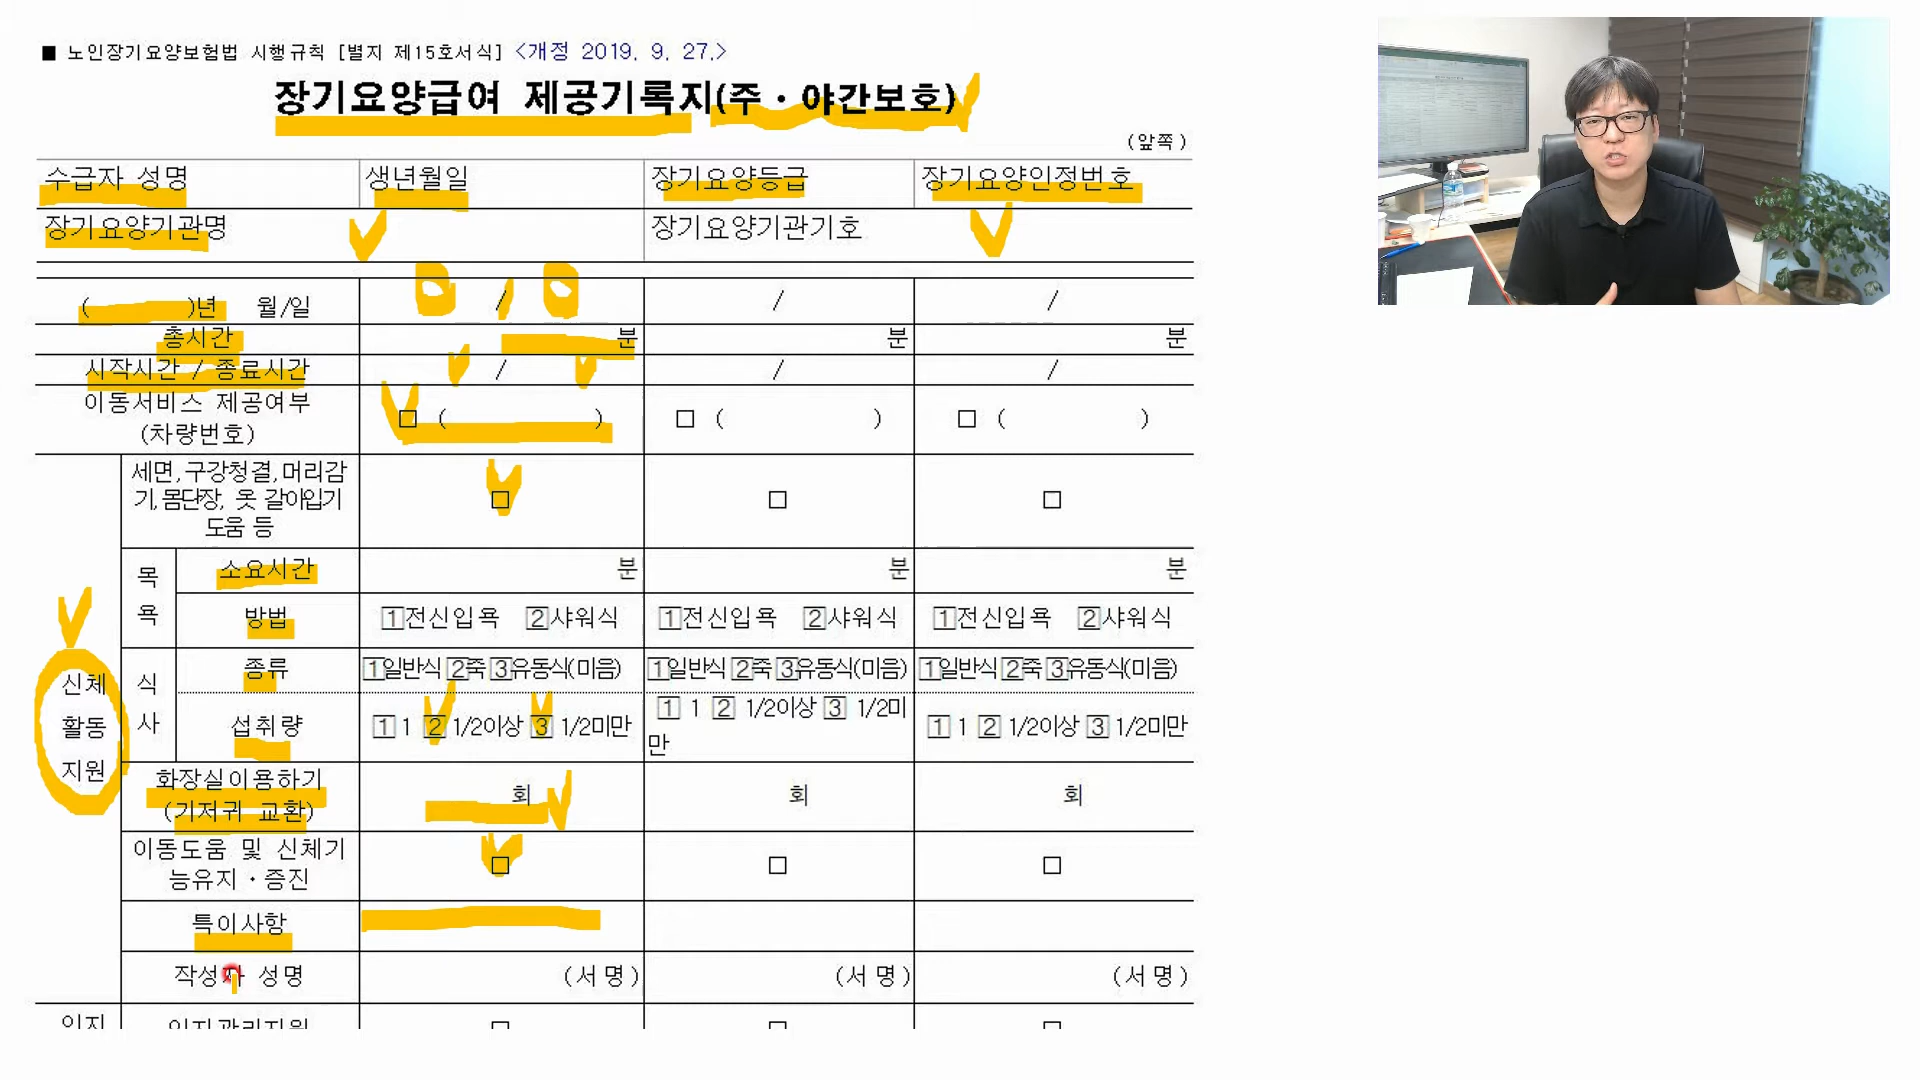 ■ 노인장기요양보험법 시행규칙 [별지 제15호서식] <개정 2019. 9. 27.>
장기요양급여 제공기록지(주ㆍ야간보호)
(앞쪽)
수급자 성명 생년월일 장기요양등급 장기요양인정번호
장기요양기관명 장기요양기관기호
( )년 월/일 / / /
총시간 분 분 분
시작시간 / 종료시간 / / /
이동서비스 제공여부
(차량번호)
□ ( ) □ ( ) □ ( )
세면,구강청결,머리감
기,몸단장, 옷 갈아입기
도움 등
□ □ □
목
욕
소요시간 분 분 분
방법 1전신입욕 2샤워식 1전신입욕 2샤워식 1전신입욕 2샤워식
신체
활동
지원
식
사
종류 1일반식 2죽 3유동식(미음) 1일반식 2죽 3유동식(미음) 1일반식 2죽 3유동식(미음)
섭취량 1 1 2 1/2이상 3 1/2미만 1 1 2 1/2이상 3 1/2미
만
1 1 2 1/2이상 3 1/2미만
화장실이용하기
(기저귀 교환)
회 회 회
이동도움 및 신체기
능유지ㆍ증진
□ □ □
특이사항
작성자 성명 (서명) (서명) (서명)
인지 인지관리지원 □ □ □